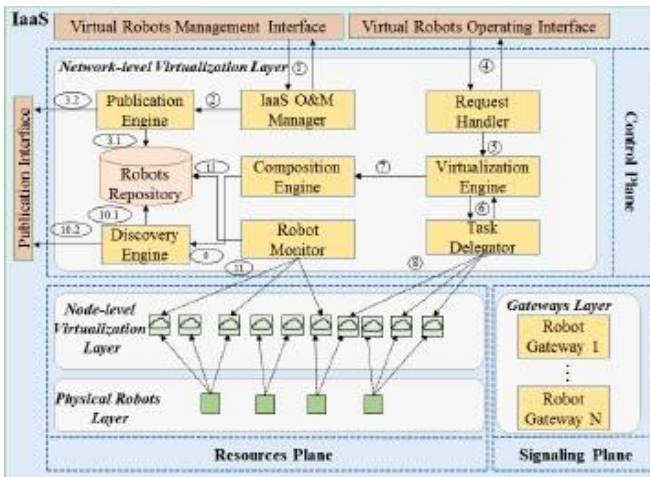 IaaS
Virtual Robots Management Interface
Virtual Robots Operating Interface
Network-level Virtualization Layer
1
4
3.2
Publication
Engine
2
IaaS O&M
Manager
Request
Handler
Control Plane
Publication Interface
3.1
5
Robots
Repository
11
Composition
Engine
7
Virtualization
Engine
10.1
6
10.2
Discovery
Engine
9
Robot
Monitor
Task
Delegator
11
8
Node-level
Virtualization
Layer
Gateways Layer
Robot
Gateway 1
Physical Robots
Layer
Robot
Gateway N
Resources Plane
Signaling Plane